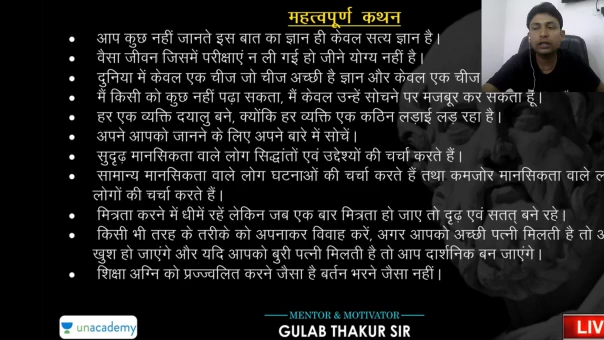 महत्वपूर्ण कथन
• आप कुछ नहीं जानते इस बात का ज्ञान ही केवल सत्य ज्ञान है।
• वैसा जीवन जिसमें परीक्षाएं न ली गई हो जीने योग्य नहीं है।
• दुनिया में केवल एक चीज जो चीज अच्छी है ज्ञान और केवल एक चीज
• मैं किसी को कुछ नहीं पढ़ा सकता, मैं केवल उन्हें सोचने पर मजबूर कर सकता हूँ।
• हर एक व्यक्ति दयालु बने, क्योंकि हर व्यक्ति एक कठिन लड़ाई लड़ रहा है।
• अपने आपको जानने के लिए अपने बारे में सोचें।
• सुदृढ़ मानसिकता वाले लोग सिद्धांतों एवं उद्देश्यों की चर्चा करते हैं।
• सामान्य मानसिकता वाले लोग घटनाओं की चर्चा करते हैं तथा कमजोर मानसिकता वाले
लोगों की चर्चा करते हैं।
• मित्रता करने में धीमें रहें लेकिन जब एक बार मित्रता हो जाए तो दृढ़ एवं सतत् बने रहे।
• किसी भी तरह के तरीके को अपनाकर विवाह करें, अगर आपको अच्छी पत्नी मिलती है तो
खुश हो जाएंगे और यदि आपको बुरी पत्नी मिलती है तो आप दार्शनिक बन जाएंगे।
• शिक्षा अग्नि को प्रज्ज्वलित करने जैसा है बर्तन भरने जैसा नहीं।
unacademy
MENTOR & MOTIVATOR
GULAB THAKUR SIR
LIV